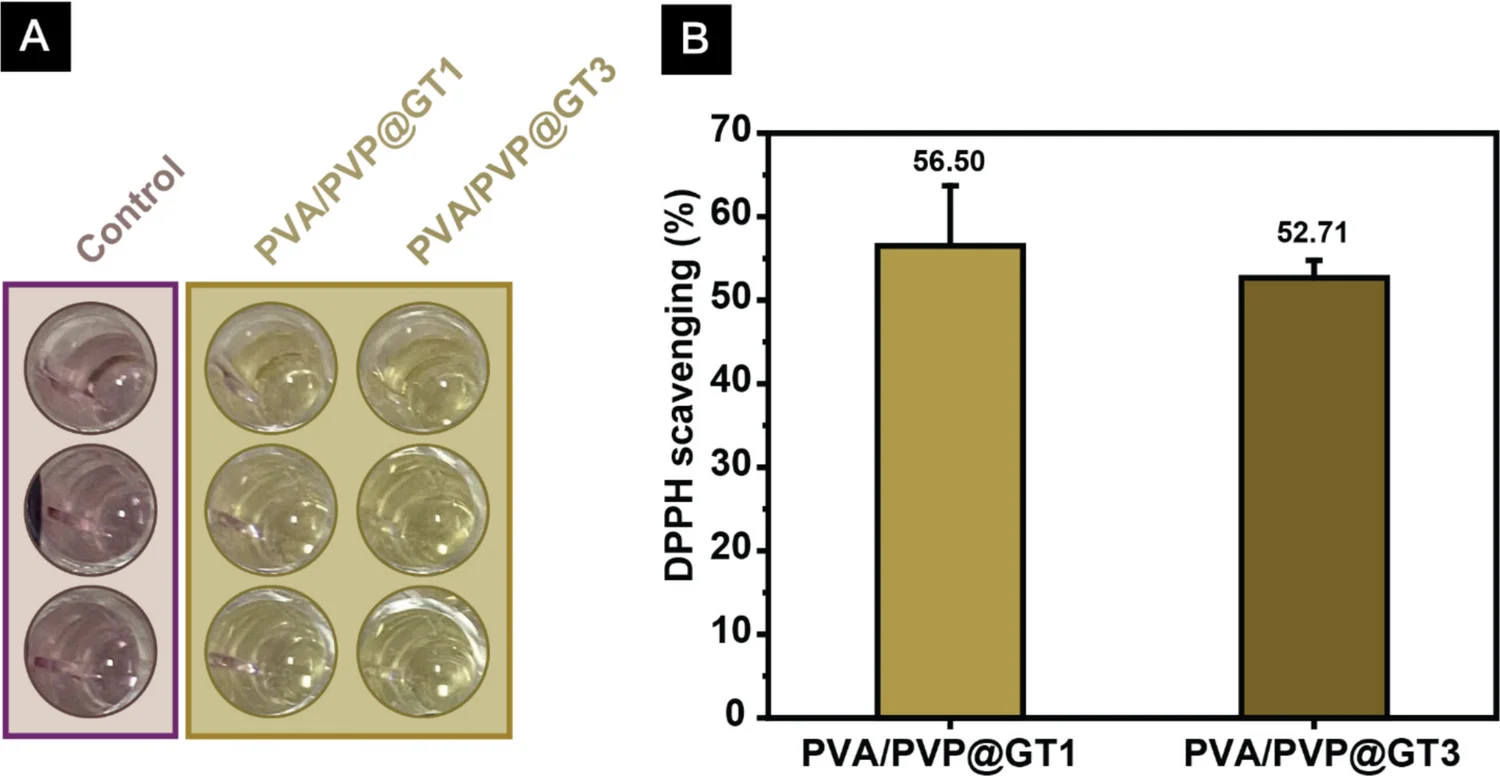 A
Control
PVA/PVP@GT1
PVA/PVP@GT3
B
DPPH scavenging (%)
70
60
50
40
30
20
10
0
56.50
52.71
PVA/PVP@GT1
PVA/PVP@GT3